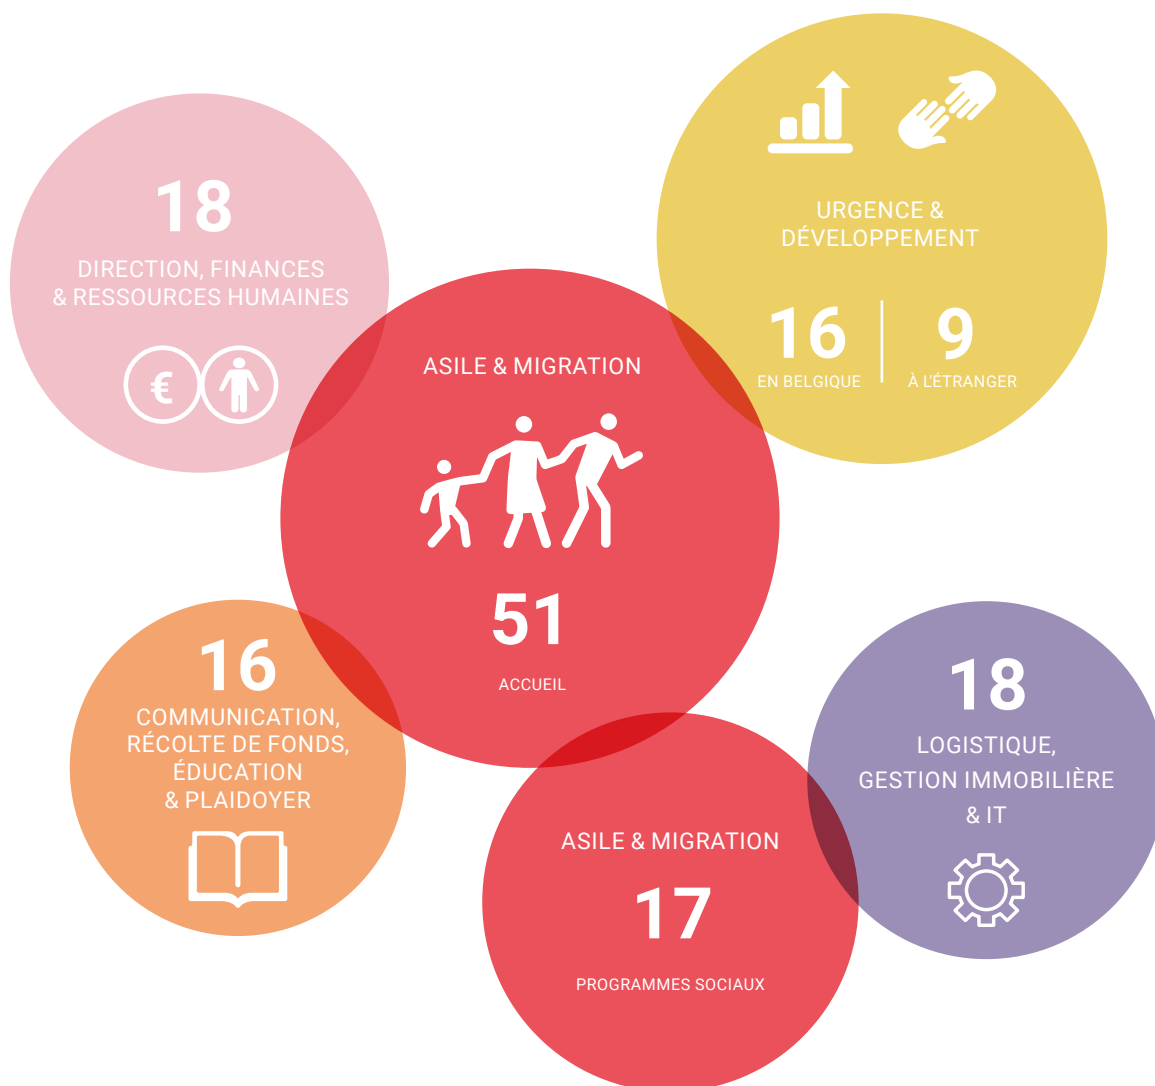 18
DIRECTION, FINANCES
& RESSOURCES HUMAINES
€
URGENCE &
DÉVELOPPEMENT
16
EN BELGIQUE
9
À L'ÉTRANGER
ASILE & MIGRATION
51
ACCUEIL
16
COMMUNICATION,
RÉCOLTE DE FONDS,
ÉDUCATION
& PLAIDOYER
18
LOGISTIQUE,
GESTION IMMOBILIÈRE
& IT
ASILE & MIGRATION
17
PROGRAMMES SOCIAUX